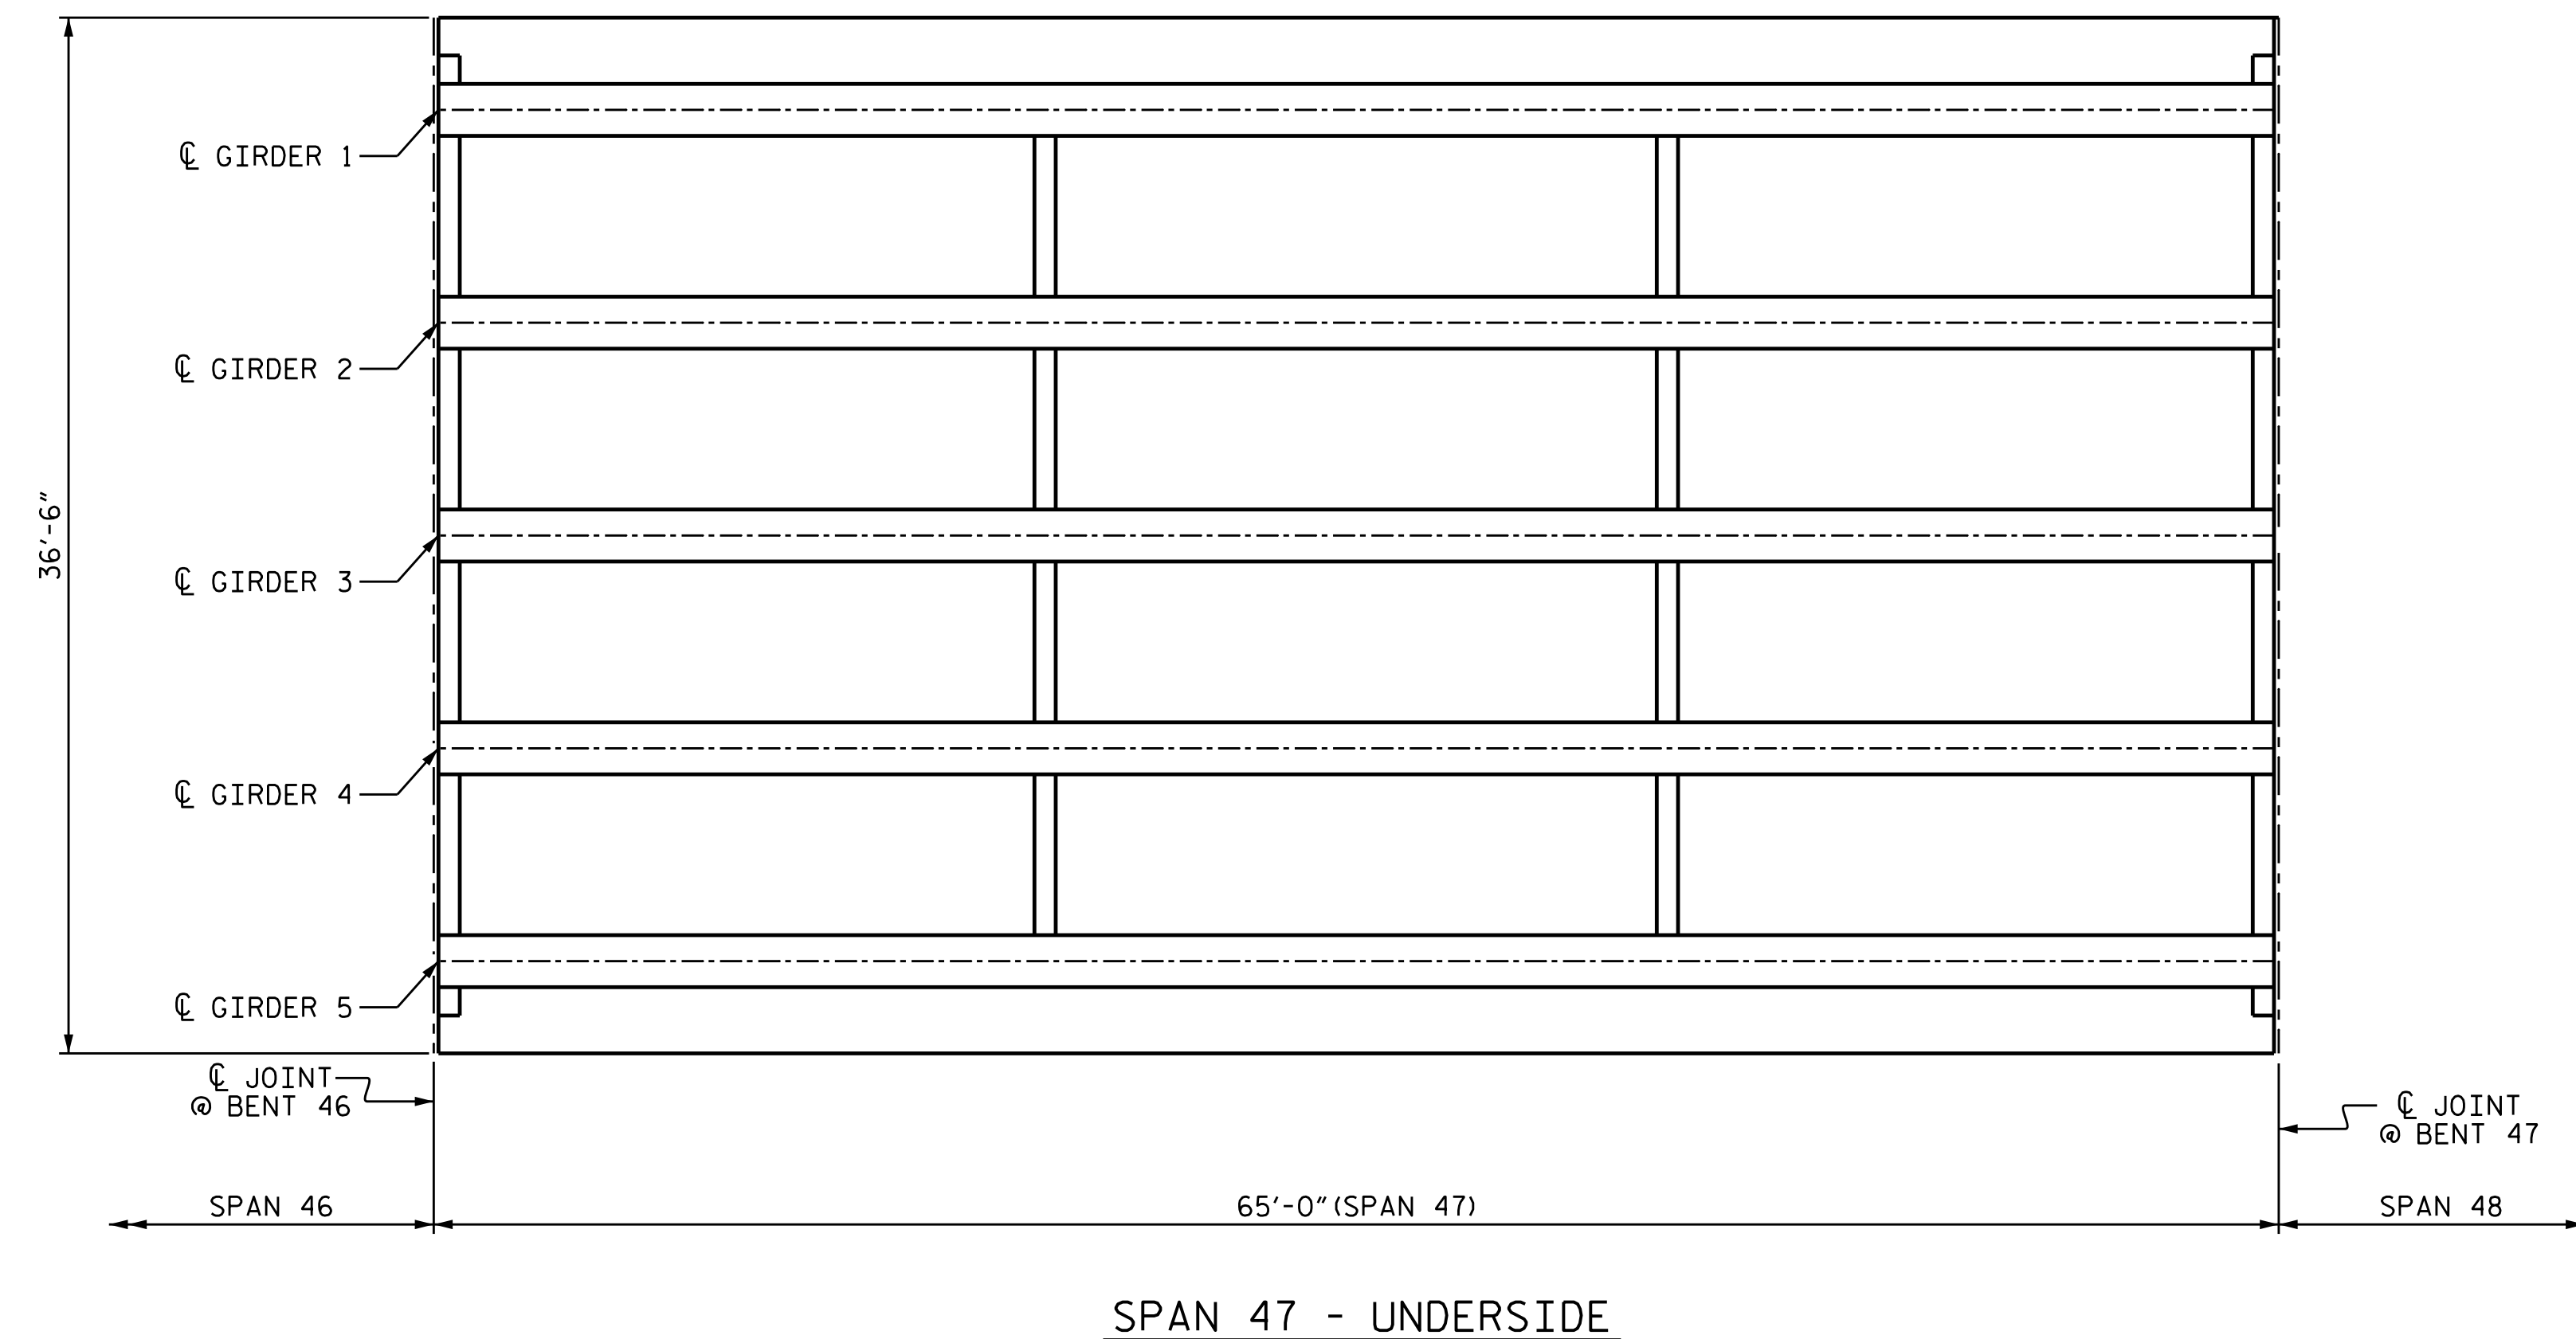 ℄ GIRDER 1
℄ GIRDER 2
36'-6"
℄ GIRDER 3
℄ GIRDER 4
℄ GIRDER 5
℄ JOINT
@ BENT 46
℄ JOINT
@ BENT 47
SPAN 46
65'-0"(SPAN 47)
SPAN 48
SPAN 47 - UNDERSIDE